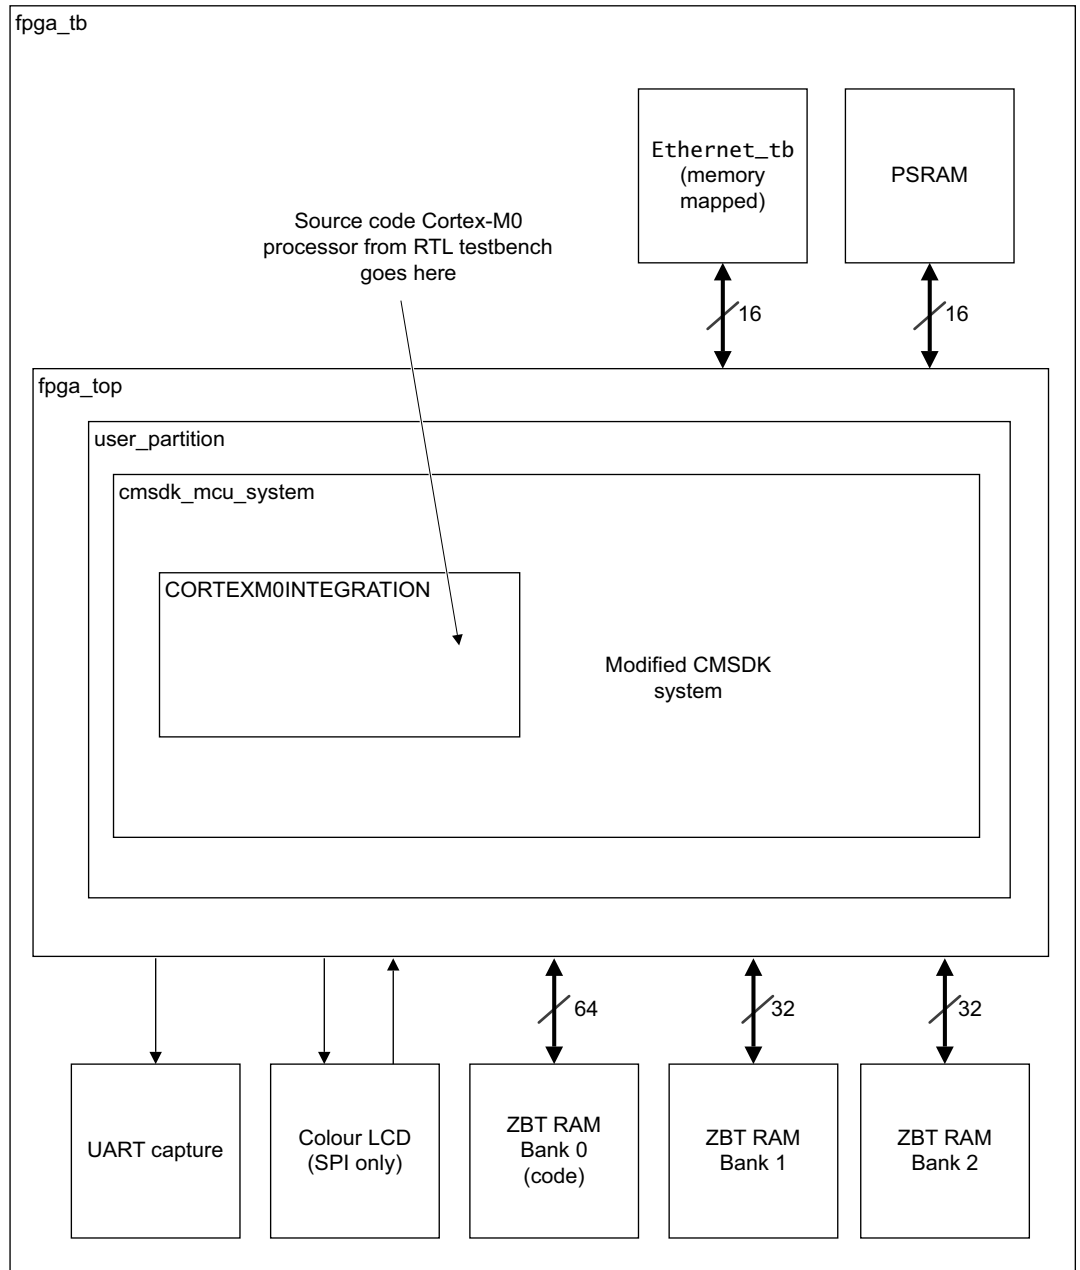 fpga_tb
Ethernet_tb
(memory
mapped)
PSRAM
Source code Cortex-M0
processor from RTL testbench
goes here
16
16
fpga_top
user_partition
cmsdk_mcu_system
CORTEXM0INTEGRATION
Modified CMSDK
system
64
32
32
UART capture
Colour LCD
(SPI only)
ZBT RAM
Bank 0
(code)
ZBT RAM
Bank 1
ZBT RAM
Bank 2